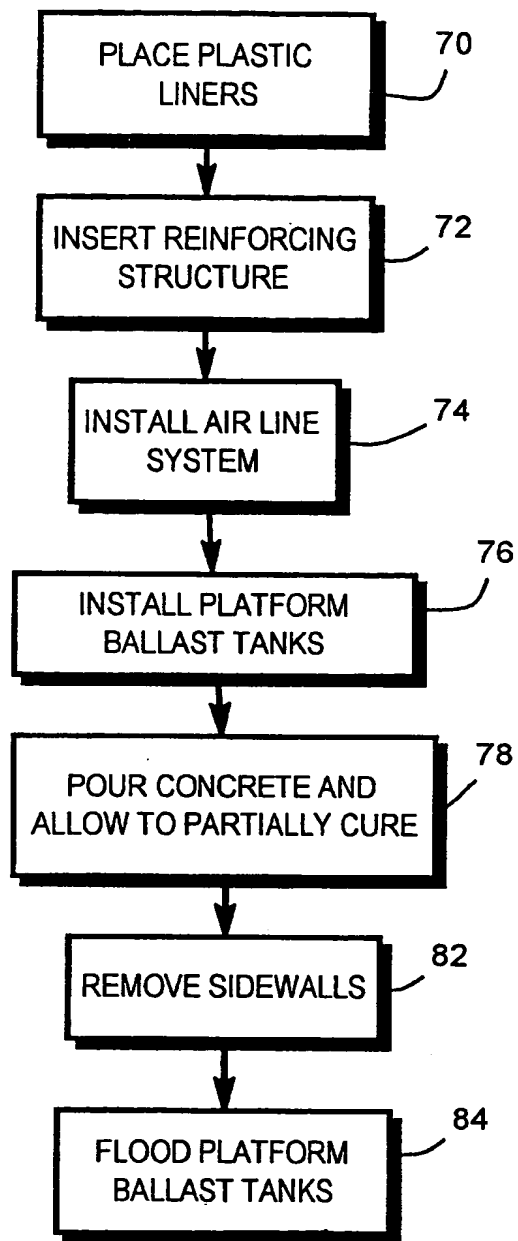 70
PLACE PLASTIC
LINERS
72
INSERT REINFORCING
STRUCTURE
74
INSTALL AIR LINE
SYSTEM
76
INSTALL PLATFORM
BALLAST TANKS
78
POUR CONCRETE AND
ALLOW TO PARTIALLY CURE
82
REMOVE SIDEWALLS
84
FLOOD PLATFORM
BALLAST TANKS